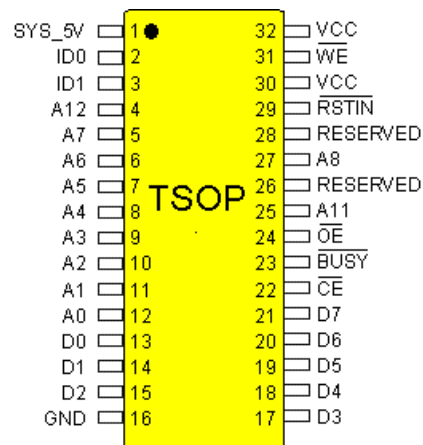 SYS_5V 1 32 VCC
ID0 2 31 WE
ID1 3 30 VCC
A12 4 29 RSTIN
A7 5 28 RESERVED
A6 6 27 A8
A5 7 26 RESERVED
TSOP
A4 8 25 A11
A3 9 24 OE
A2 10 23 BUSY
A1 11 22 CE
A0 12 21 D7
D0 13 20 D6
D1 14 19 D5
D2 15 18 D4
GND 16 17 D3